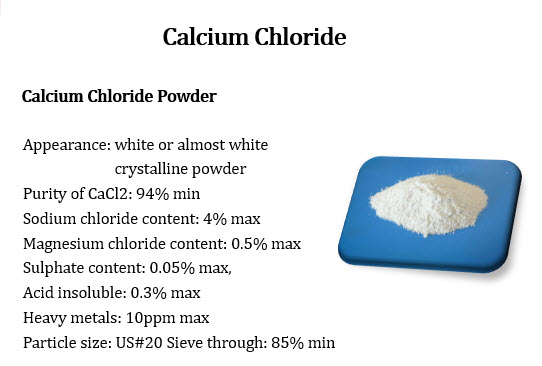 Calcium Chloride
Calcium Chloride Powder
Appearance: white or almost white
crystalline powder
Purity of CaCl2: 94% min
Sodium chloride content: 4% max
Magnesium chloride content: 0.5% max
Sulphate content: 0.05% max,
Acid insoluble: 0.3% max
Heavy metals: 10ppm max
Particle size: US#20 Sieve through: 85% min